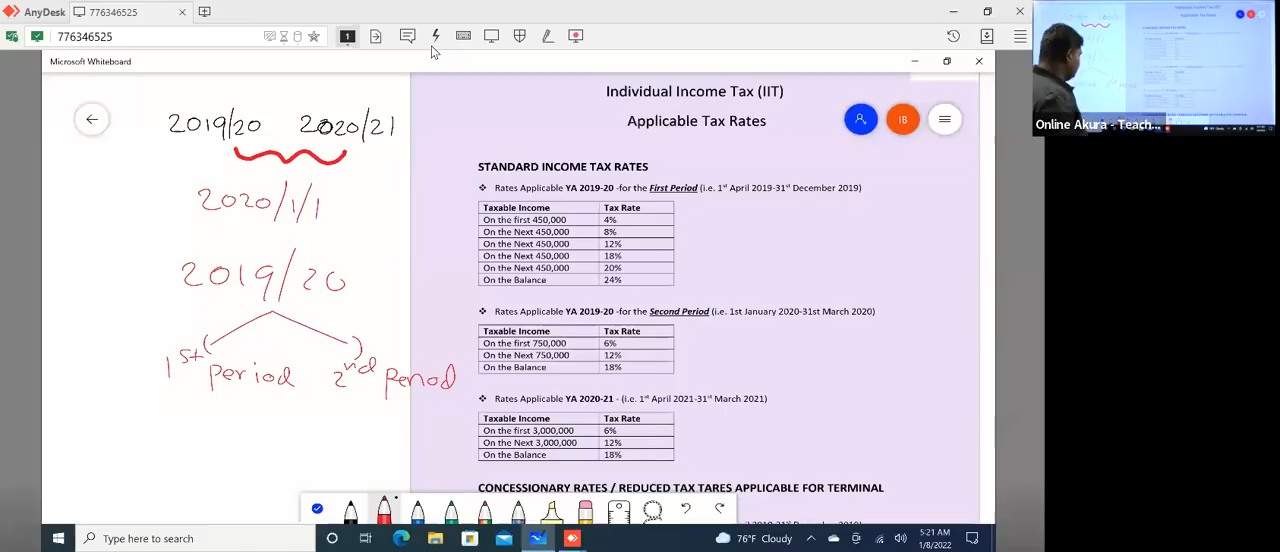 AnyDesk
776346525
776346525
1
Microsoft Whiteboard
2019/20 2020/21
2020/1/1
2019/20
1st period 2nd period
Individual Income Tax (IIT)
Applicable Tax Rates
IB
STANDARD INCOME TAX RATES
❖ Rates Applicable YA 2019-20 -for the First Period (i.e. 1st April 2019-31st December 2019)
Taxable Income Tax Rate
On the first 450,000 4%
On the Next 450,000 8%
On the Next 450,000 12%
On the Next 450,000 18%
On the Next 450,000 20%
On the Balance 24%
❖ Rates Applicable YA 2019-20 -for the Second Period (i.e. 1st January 2020-31st March 2020)
Taxable Income Tax Rate
On the first 750,000 6%
On the Next 750,000 12%
On the Balance 18%
❖ Rates Applicable YA 2020-21 - (i.e. 1st April 2021-31st March 2021)
Taxable Income Tax Rate
On the first 3,000,000 6%
On the Next 3,000,000 12%
On the Balance 18%
CONCESSIONARY RATES / REDUCED TAX TARES APPLICABLE FOR TERMINAL
Individual Income Tax (IIT)
Applicable Tax Rates
Online Akura - Teach...
Type here to search
76°F Cloudy
5:21 AM
1/8/2022